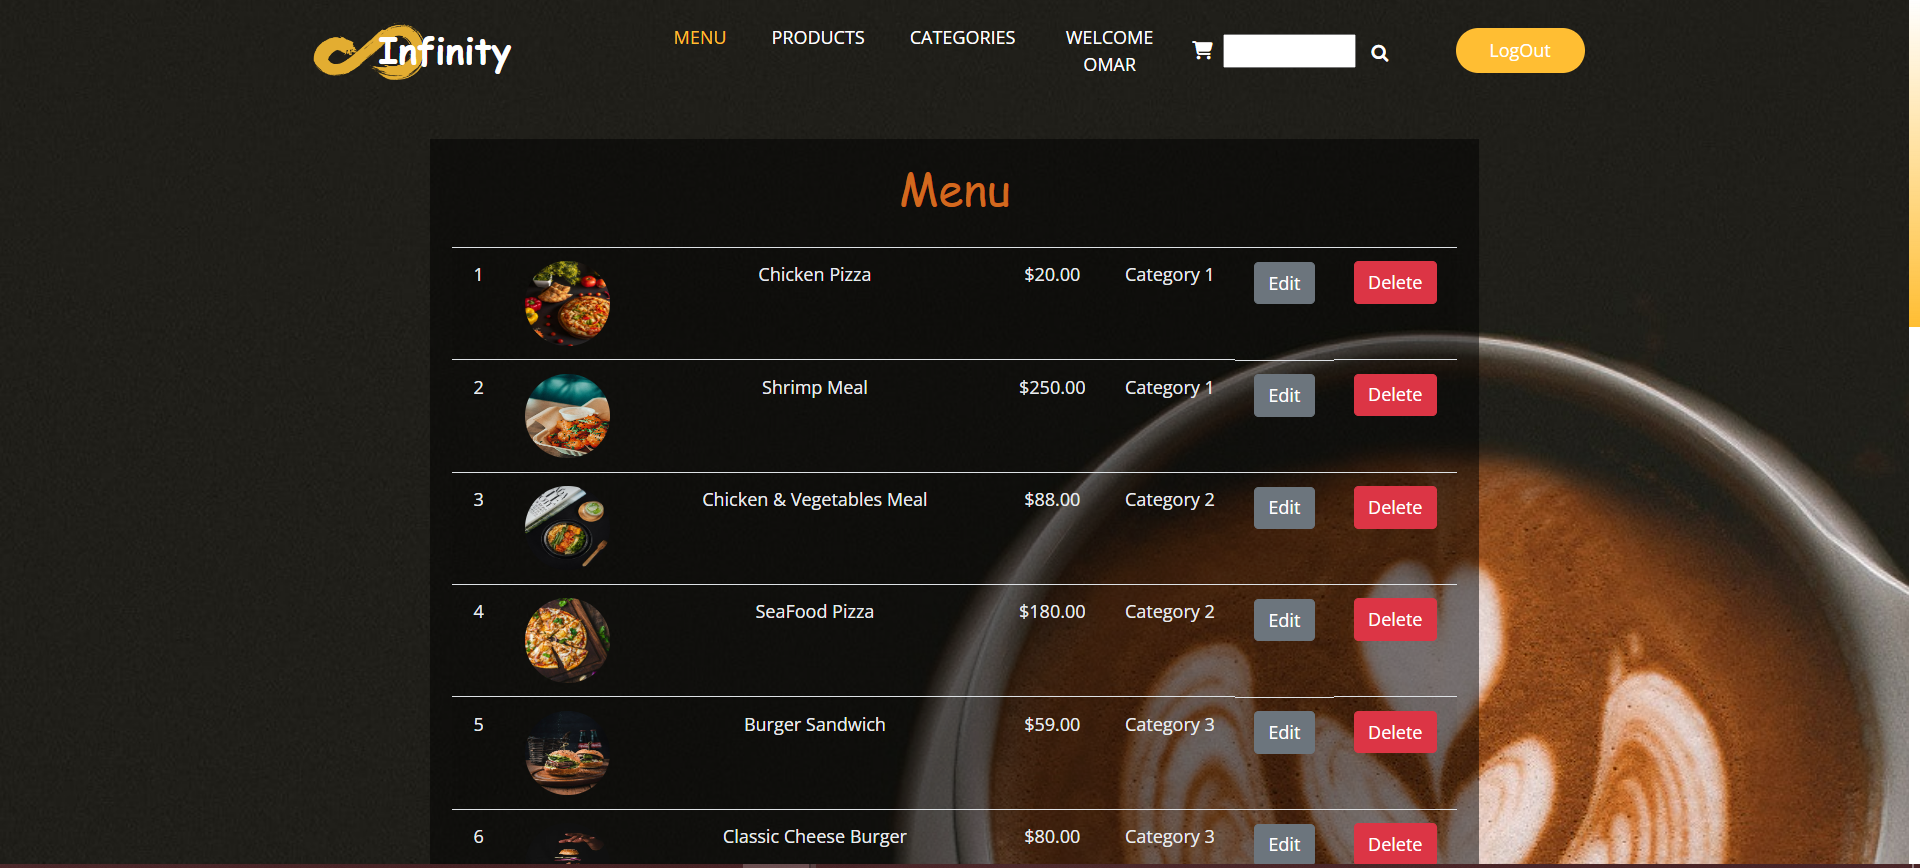 Infinity
MENU PRODUCTS CATEGORIES WELCOME OMAR LogOut
Menu
1 Chicken Pizza $20.00 Category 1 Edit Delete
2 Shrimp Meal $250.00 Category 1 Edit Delete
3 Chicken & Vegetables Meal $88.00 Category 2 Edit Delete
4 SeaFood Pizza $180.00 Category 2 Edit Delete
5 Burger Sandwich $59.00 Category 3 Edit Delete
6 Classic Cheese Burger $80.00 Category 3 Edit Delete